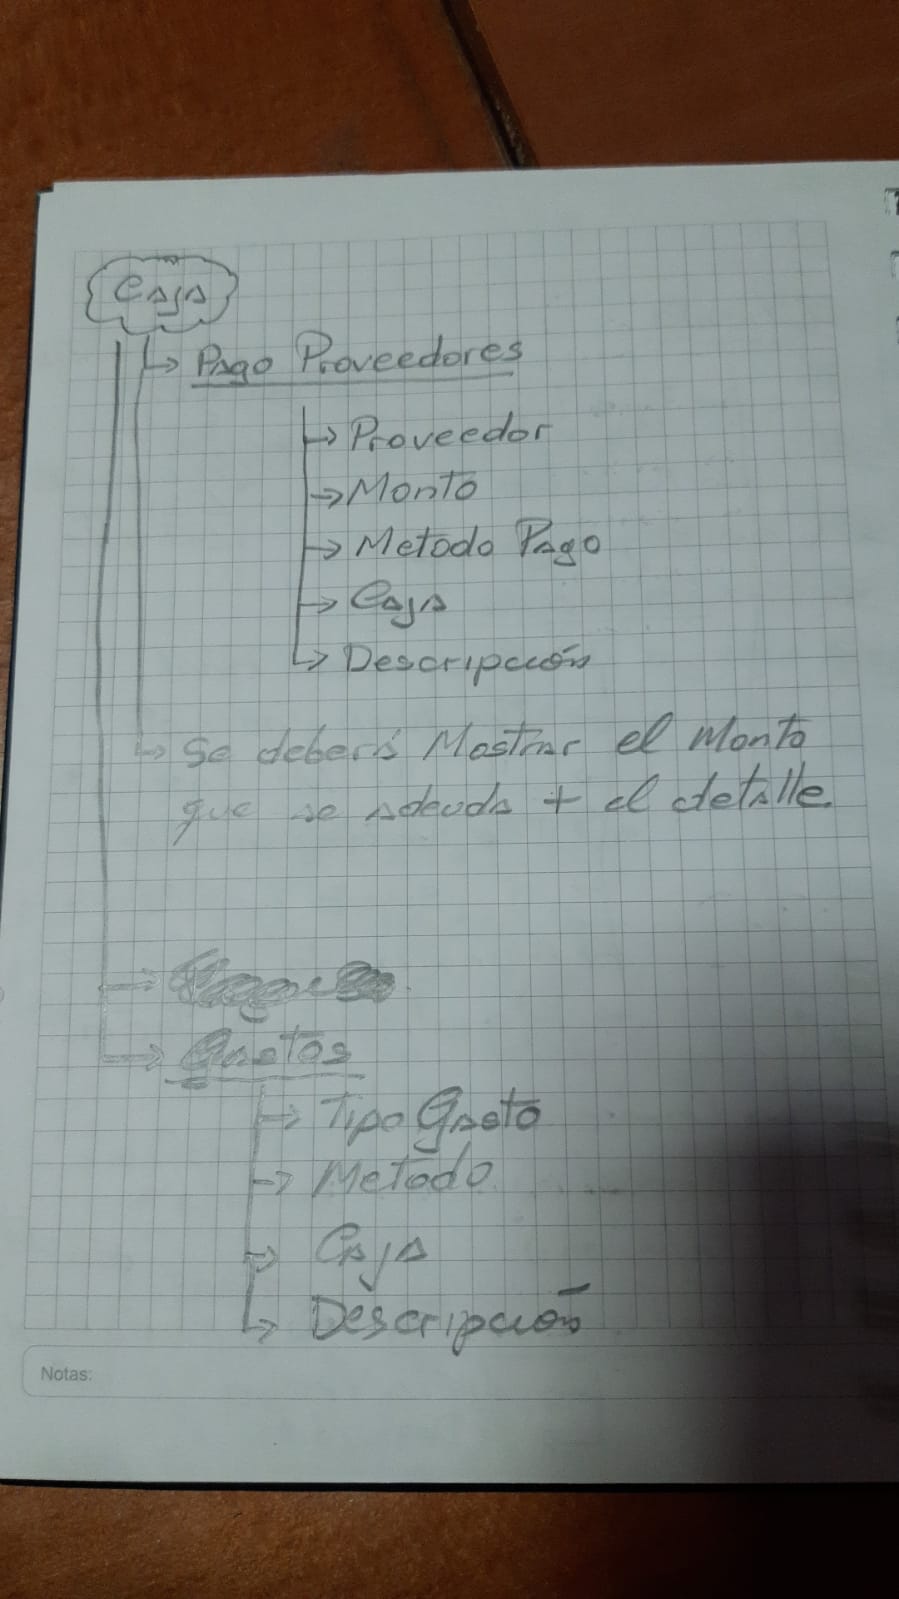 Caja
Pago Proveedores
Proveedor
Monto
Metodo Pago
Caja
Descripción
Se deberá Mostrar el Monto
que se adeuda + el detalle.
Gastos
Tipo Gasto
Metodo
Caja
Descripción
Notas: